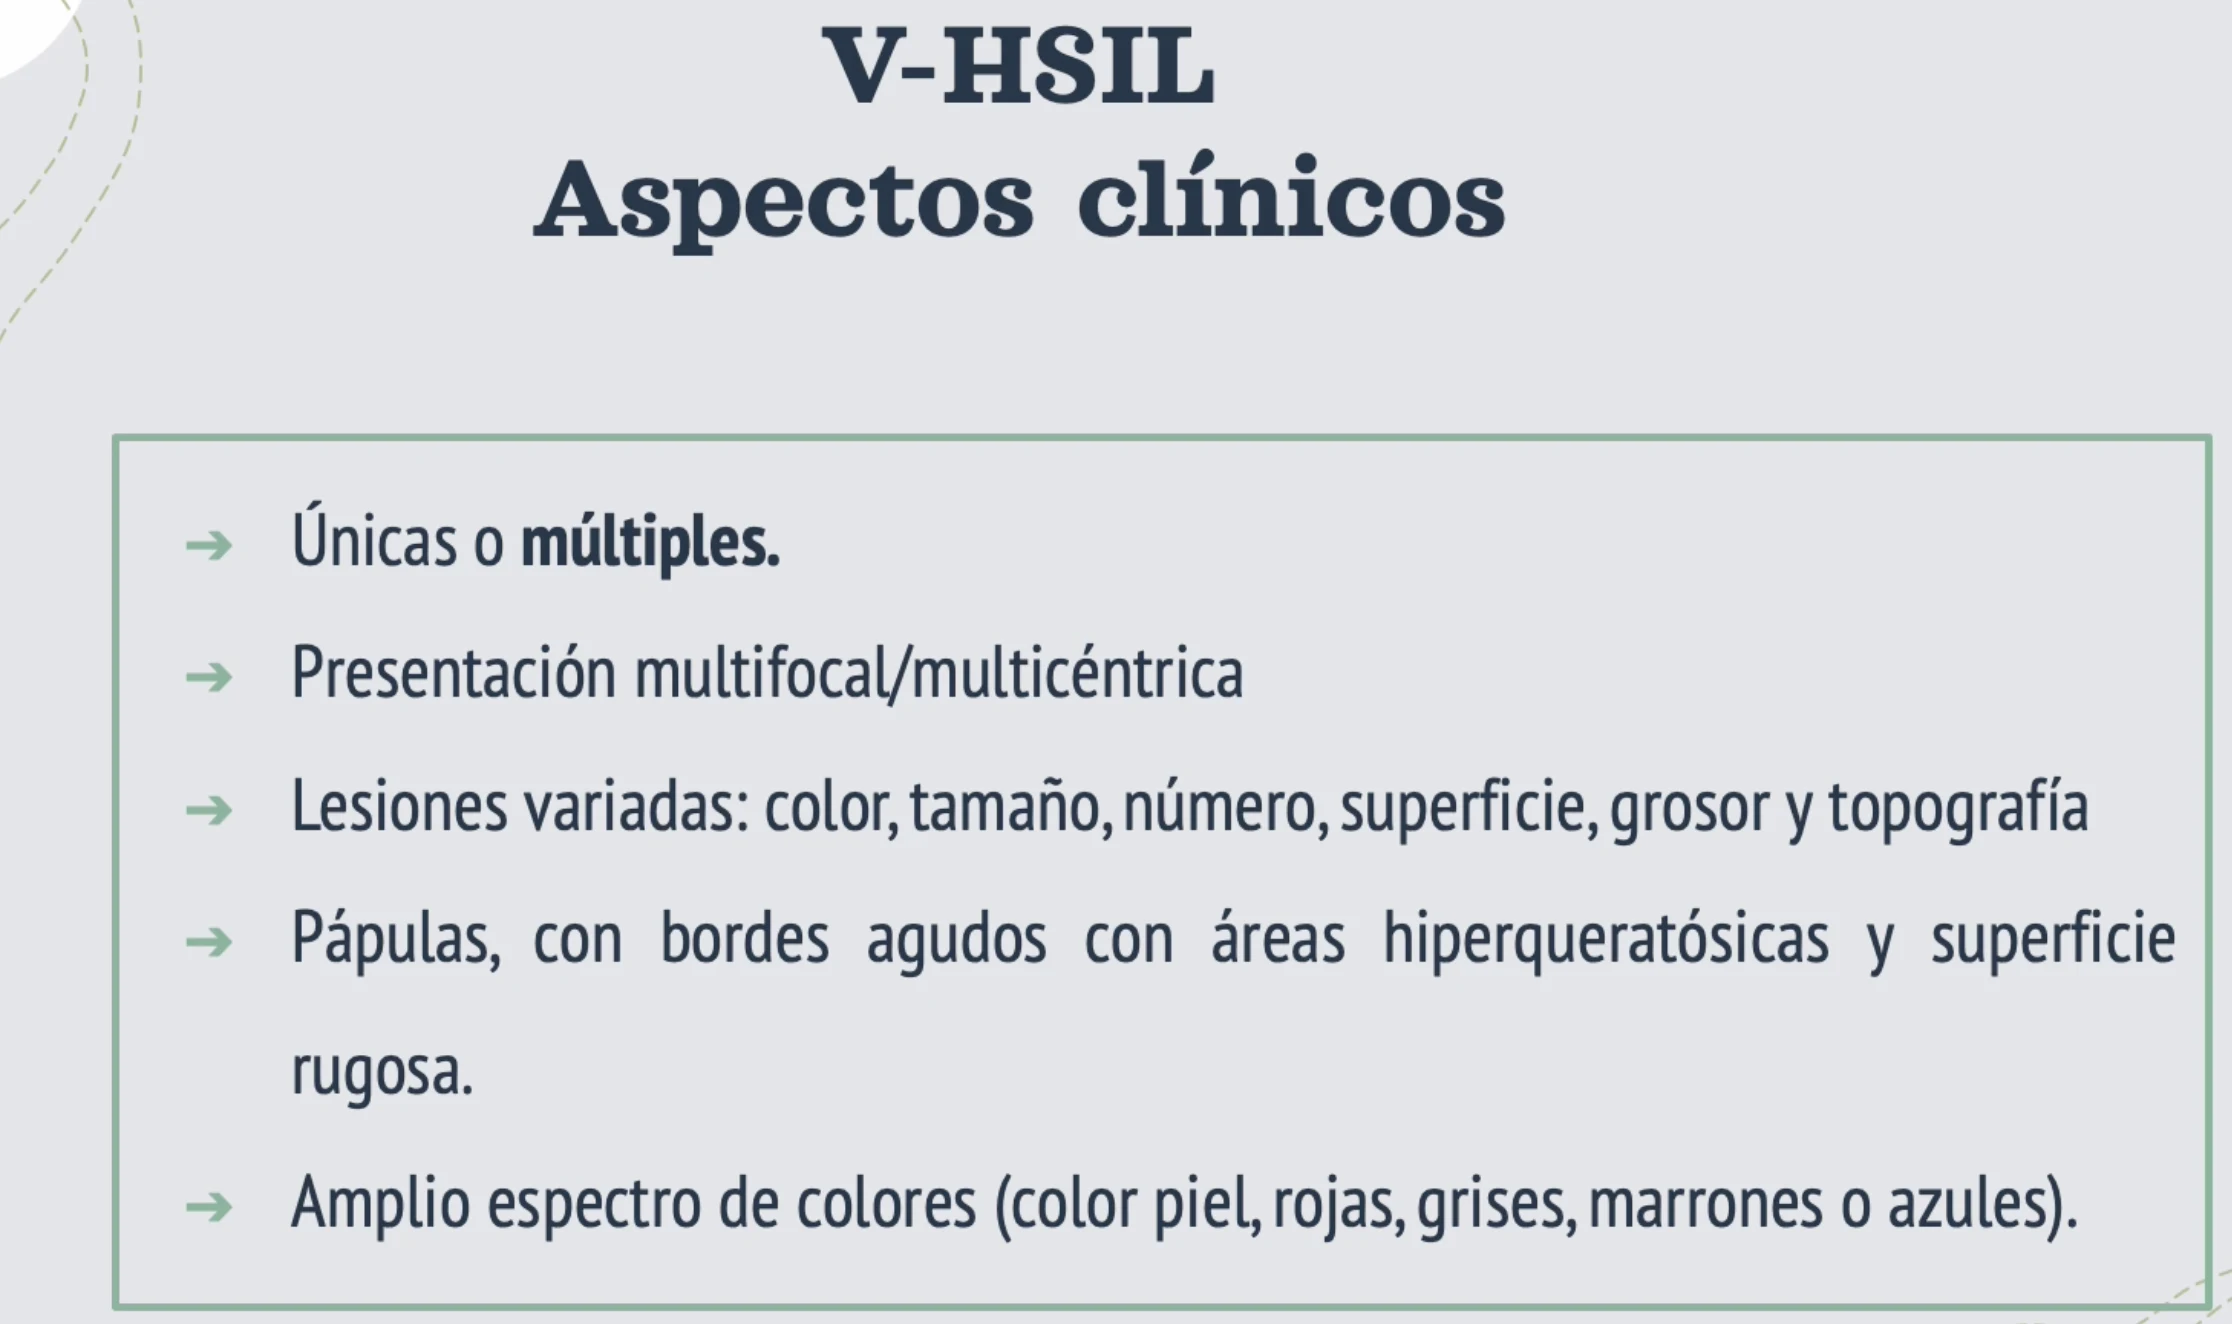 V-HSIL
Aspectos clínicos
➔ Únicas o múltiples.
➔ Presentación multifocal/multicéntrica
➔ Lesiones variadas: color, tamaño, número, superficie, grosor y topografía
➔ Pápulas, con bordes agudos con áreas hiperqueratósicas y superficie
rugosa.
➔ Amplio espectro de colores (color piel, rojas, grises, marrones o azules).